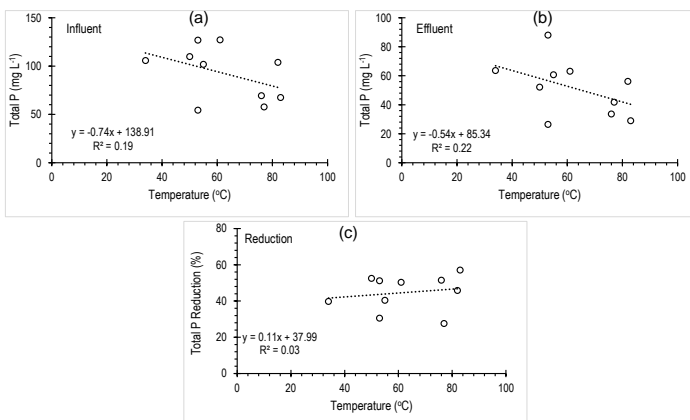 (a)
Influent
150
100
50
0
Total P (mg L⁻¹)
y = -0.74x + 138.91
R² = 0.19
0 20 40 60 80 100
Temperature (ºC)
(b)
Effluent
100
80
60
40
20
0
Total P (mg L⁻¹)
y = -0.54x + 85.34
R² = 0.22
0 20 40 60 80 100
Temperature (ºC)
(c)
Reduction
80
60
40
20
0
Total P Reduction (%)
y = 0.11x + 37.99
R² = 0.03
0 20 40 60 80 100
Temperature (ºC)